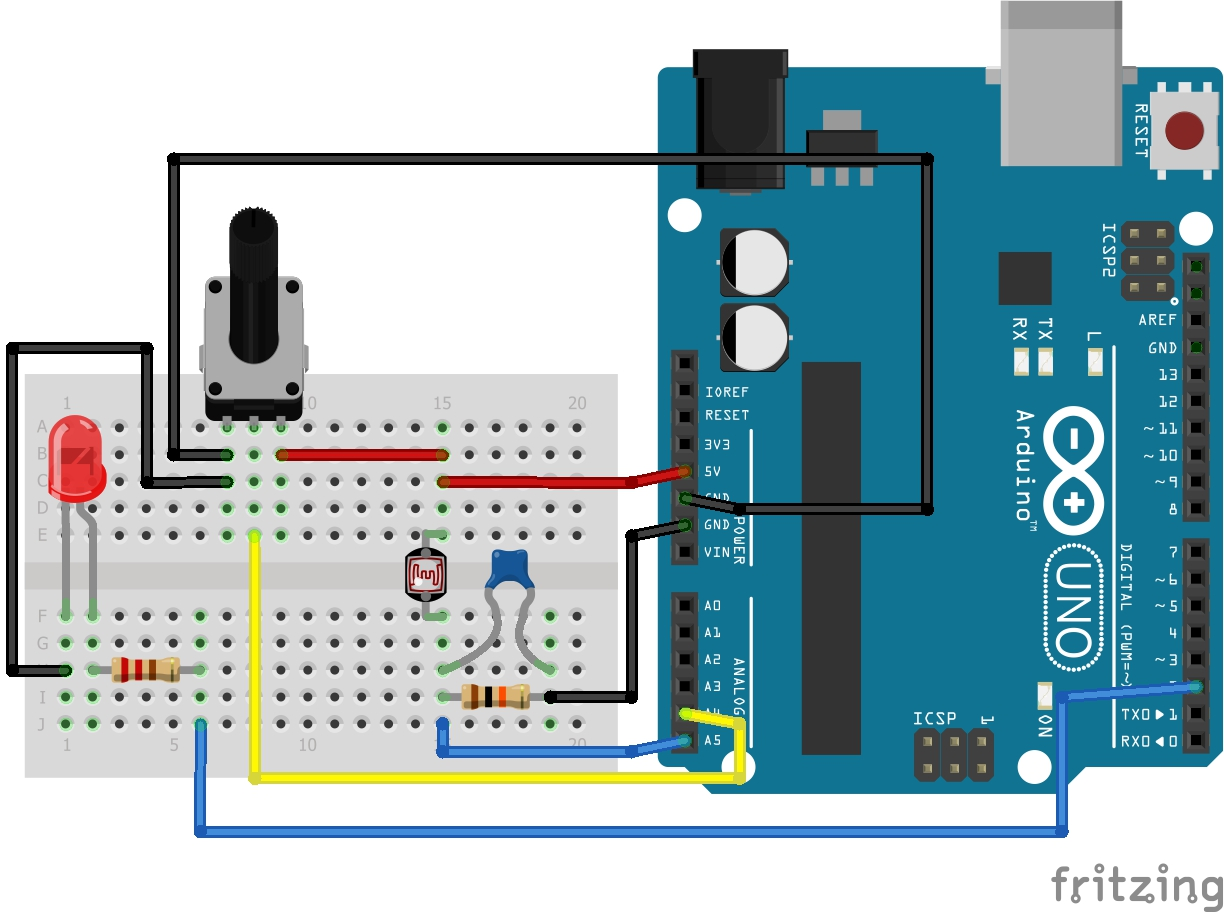 RESET
ICSP2
AREF
GND
13
12
~11
~10
~9
8
7
~6
~5
4
~3
TX0▶1
RX0◀0
RX
TX
L
Arduino™
UNO
DIGITAL (PWM=~)
ON
ICSP
1
IOREF
RESET
3V3
5V
GND
GND
VIN
POWER
A0
A1
A2
A3
A4
A5
ANALOG
1
10
15
20
A
B
C
D
E
F
G
I
J
1
5
10
20
fritzing